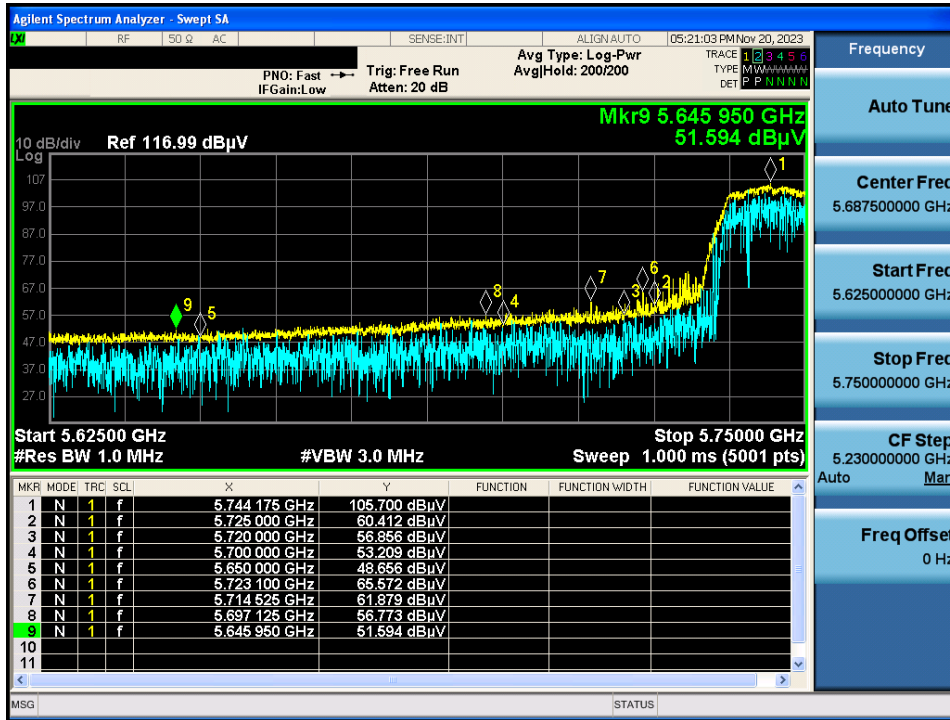 Agilent Spectrum Analyzer - Swept SA
LXI RF 50 Ω AC SENSE:INT ALIGN AUTO 05:21:03 PM Nov 20, 2023
Frequency
Avg Type: Log-Pwr TRACE 1 2 3 4 5 6
PNO: Fast Trig: Free Run Avg|Hold: 200/200 TYPE M W
IFGain:Low Atten: 20 dB DET P P N N N N
Auto Tune
Mkr9 5.645 950 GHz
51.594 dBµV
10 dB/div Ref 116.99 dBµV
Log
107
97.0
87.0
77.0
67.0
57.0
47.0
37.0
27.0
1
6
7
2
8
3
9
5
4
Center Freq
5.687500000 GHz
Start Freq
5.625000000 GHz
Stop Freq
5.750000000 GHz
CF Step
5.230000000 GHz
Auto Man
Freq Offset
0 Hz
Start 5.62500 GHz Stop 5.75000 GHz
#Res BW 1.0 MHz #VBW 3.0 MHz Sweep 1.000 ms (5001 pts)
MKR MODE TRC SCL X Y FUNCTION FUNCTION WIDTH FUNCTION VALUE
1 N 1 f 5.744 175 GHz 105.700 dBµV
2 N 1 f 5.725 000 GHz 60.412 dBµV
3 N 1 f 5.720 000 GHz 56.856 dBµV
4 N 1 f 5.700 000 GHz 53.209 dBµV
5 N 1 f 5.650 000 GHz 48.656 dBµV
6 N 1 f 5.723 100 GHz 65.572 dBµV
7 N 1 f 5.714 525 GHz 61.879 dBµV
8 N 1 f 5.697 125 GHz 56.773 dBµV
9 N 1 f 5.645 950 GHz 51.594 dBµV
10
11
MSG STATUS